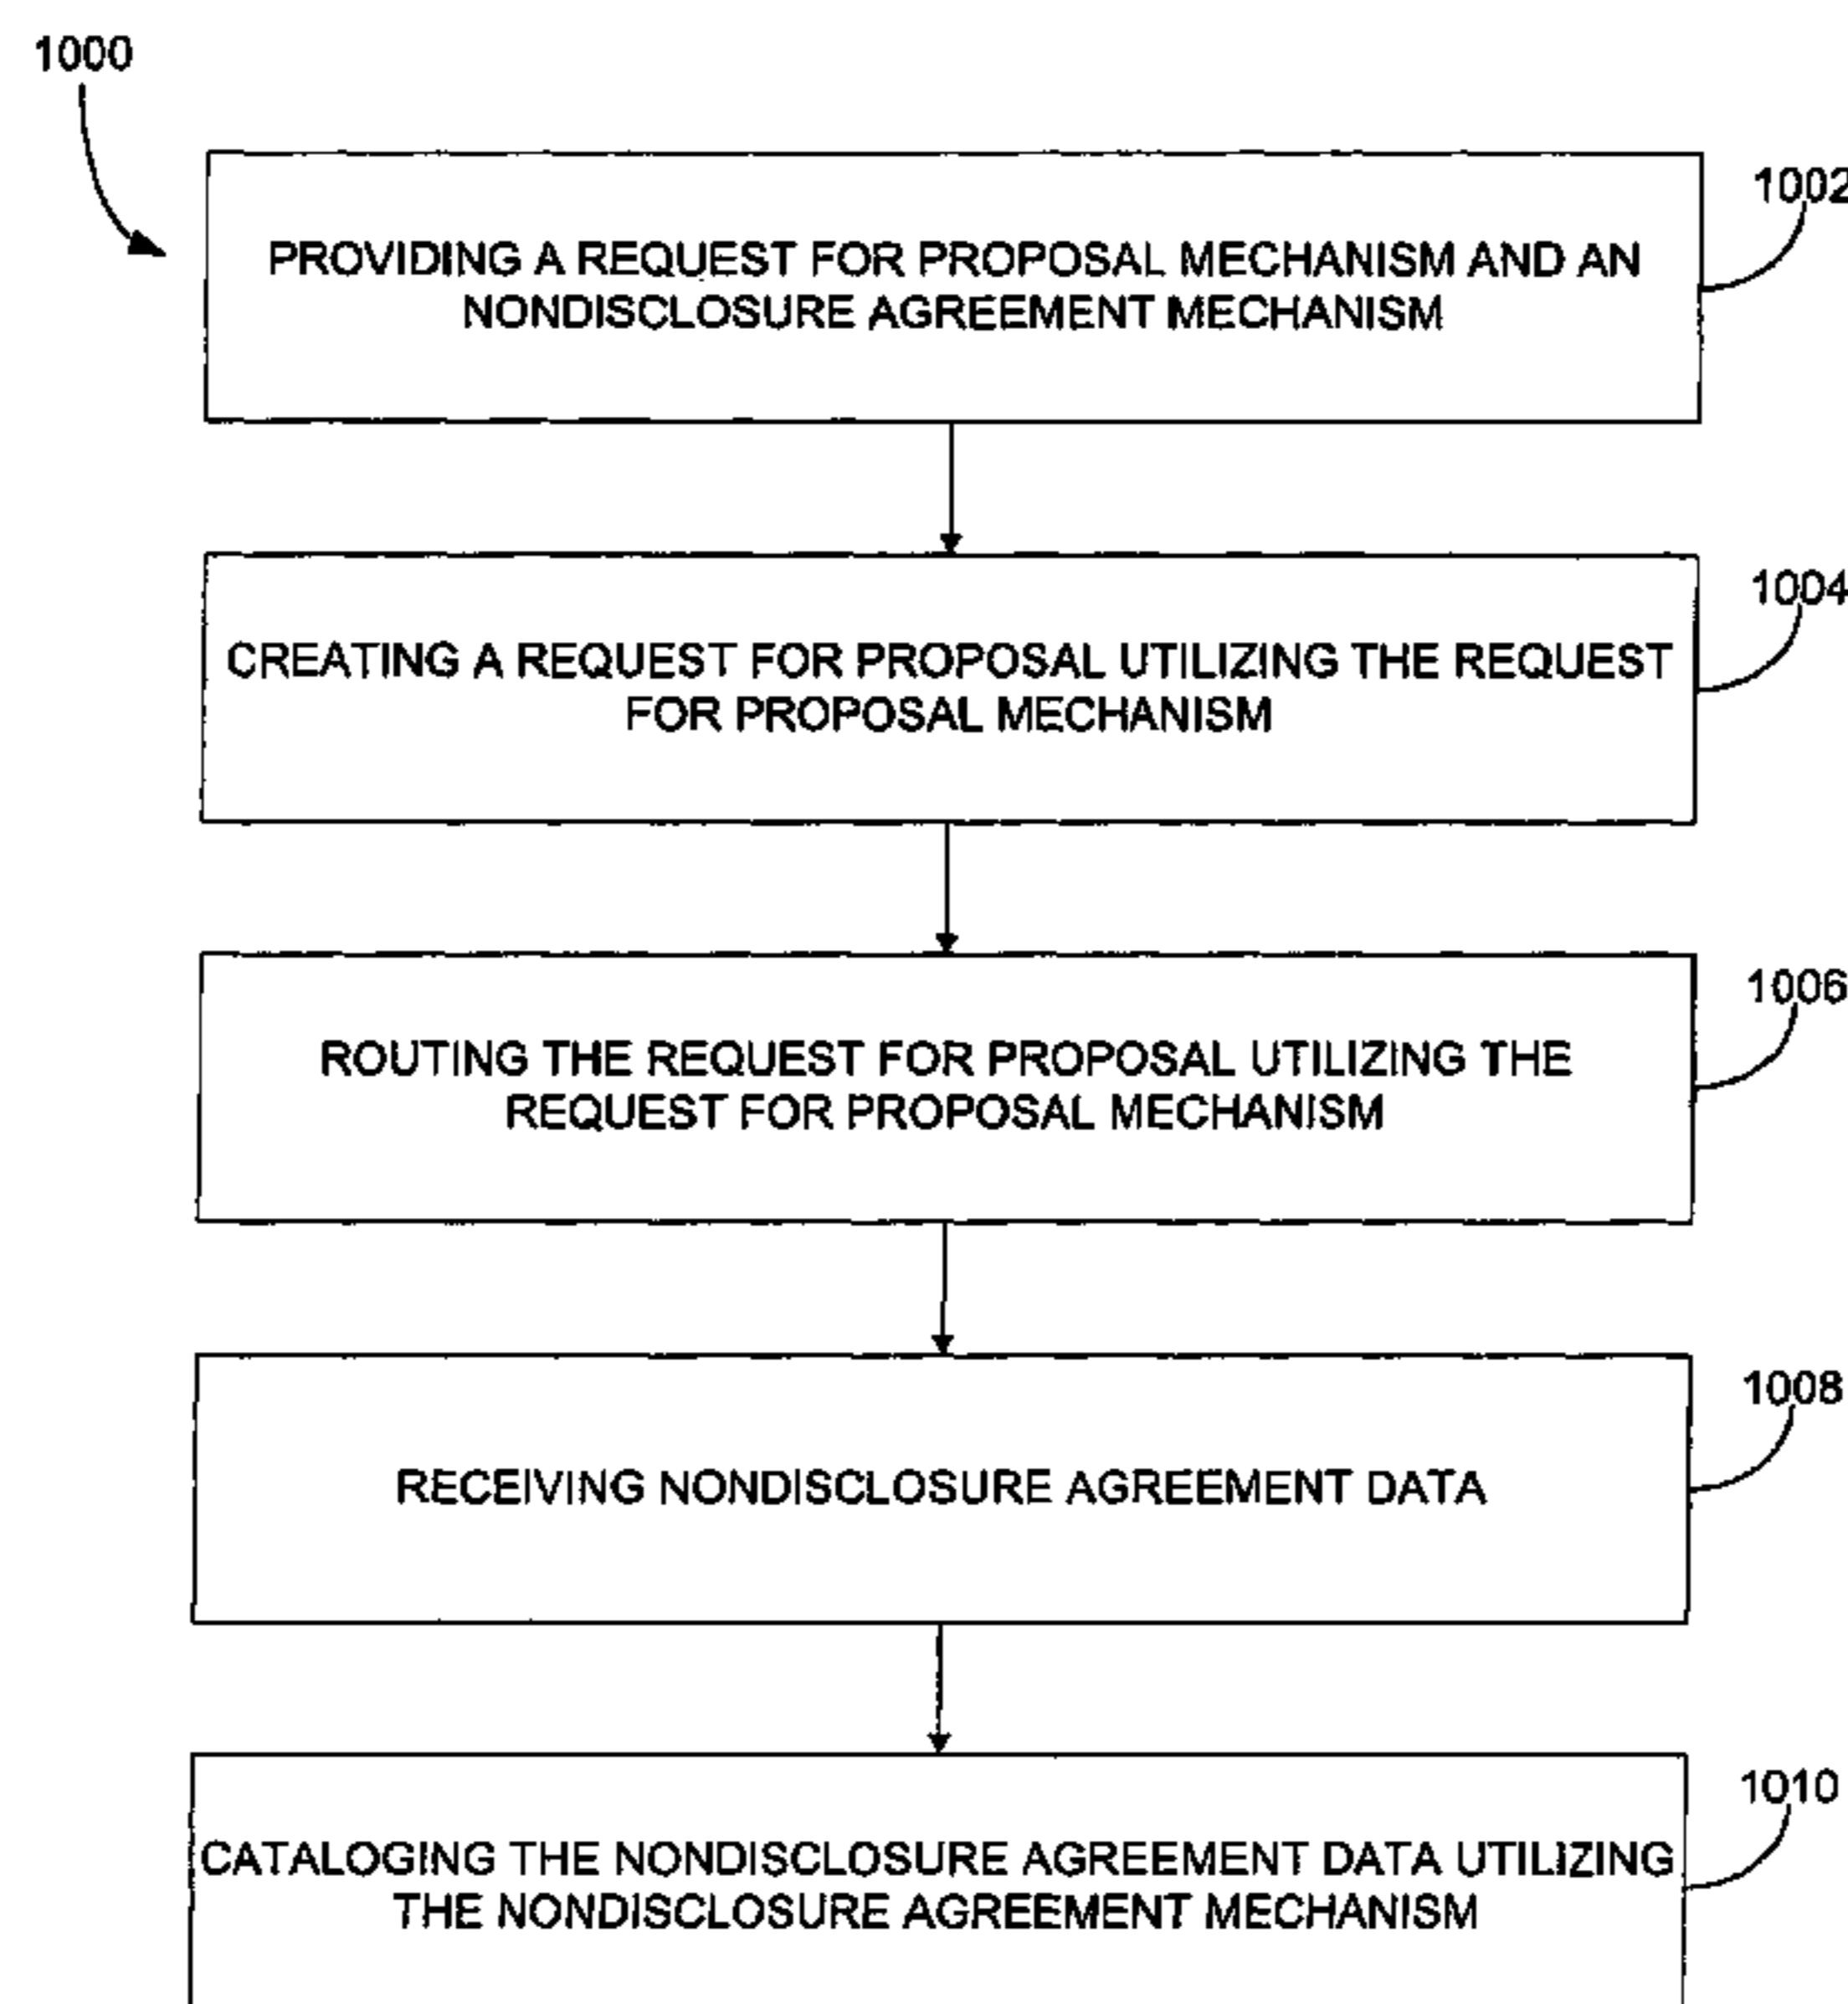 1000
1002
PROVIDING A REQUEST FOR PROPOSAL MECHANISM AND AN
NONDISCLOSURE AGREEMENT MECHANISM
1004
CREATING A REQUEST FOR PROPOSAL UTILIZING THE REQUEST
FOR PROPOSAL MECHANISM
1006
ROUTING THE REQUEST FOR PROPOSAL UTILIZING THE
REQUEST FOR PROPOSAL MECHANISM
1008
RECEIVING NONDISCLOSURE AGREEMENT DATA
1010
CATALOGING THE NONDISCLOSURE AGREEMENT DATA UTILIZING
THE NONDISCLOSURE AGREEMENT MECHANISM